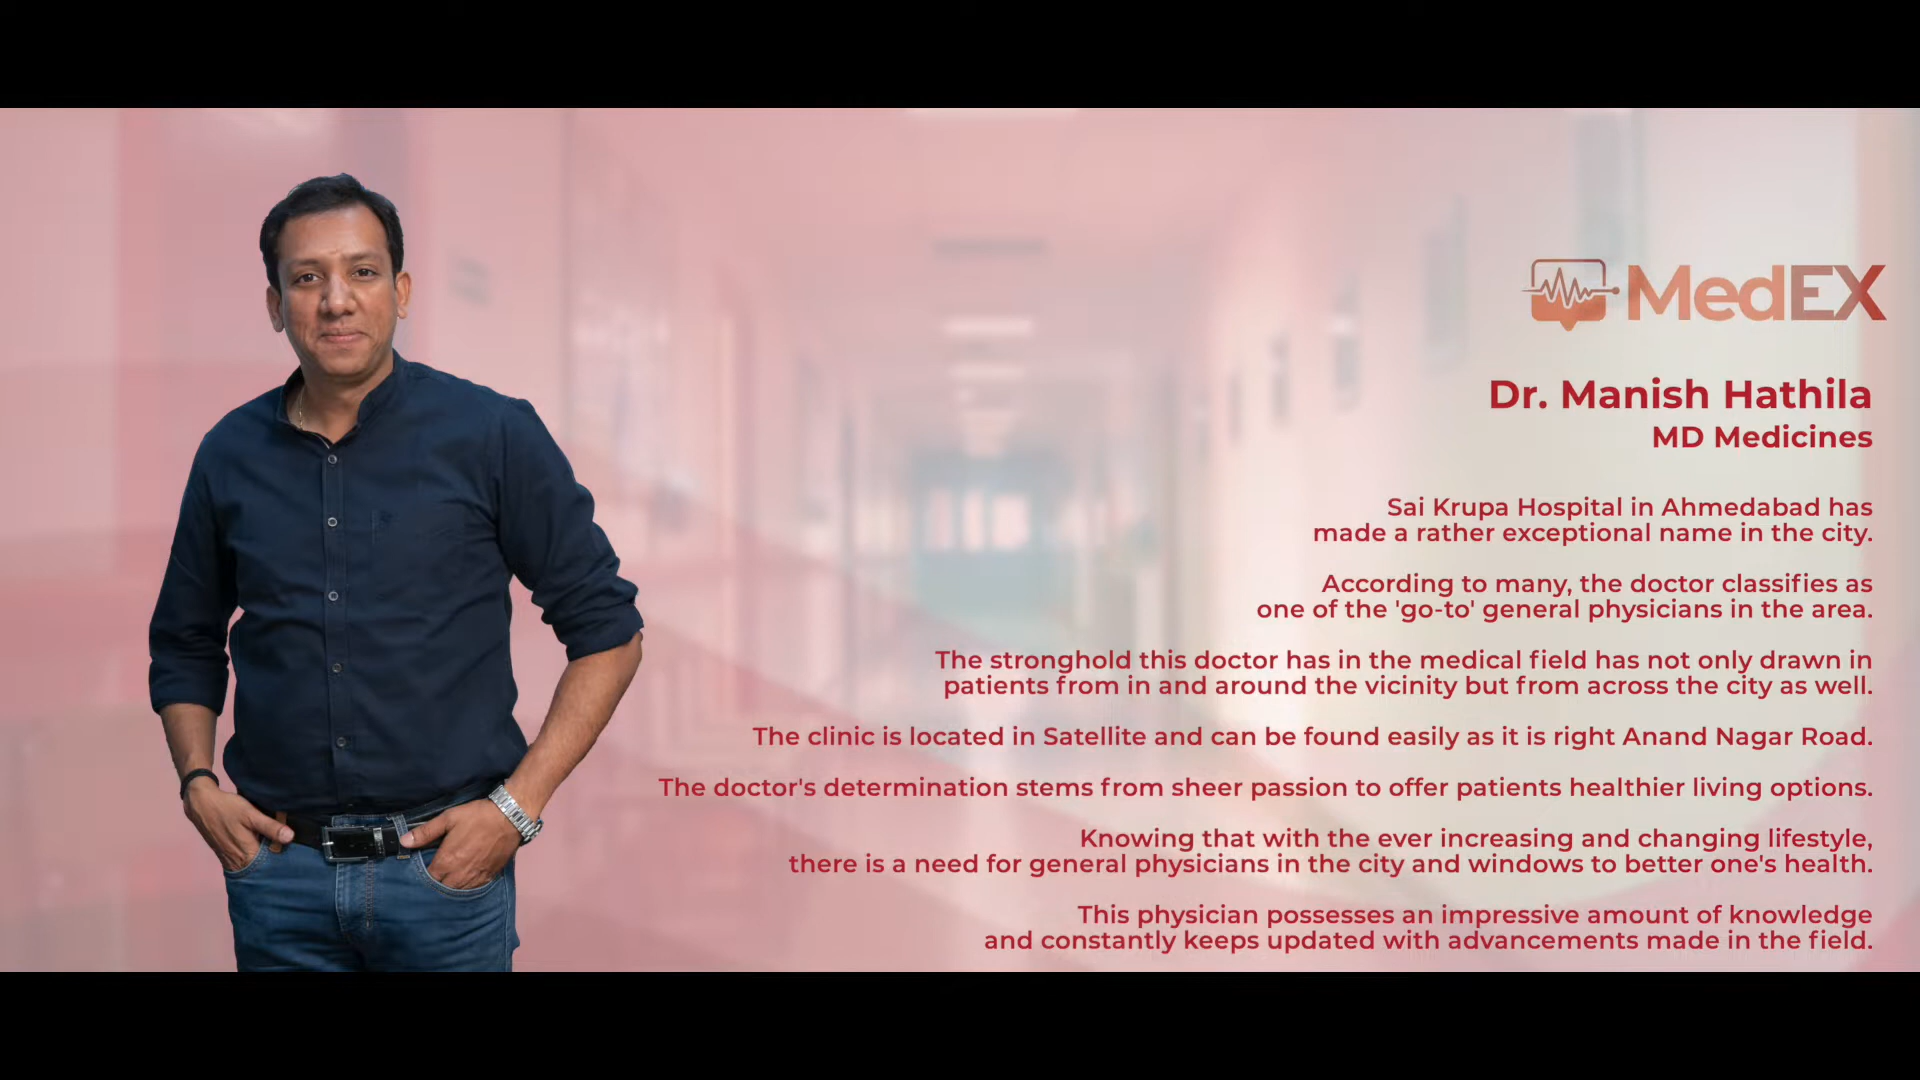 MedEX
Dr. Manish Hathila
MD Medicines
Sai Krupa Hospital in Ahmedabad has
made a rather exceptional name in the city.
According to many, the doctor classifies as
one of the 'go-to' general physicians in the area.
The stronghold this doctor has in the medical field has not only drawn in
patients from in and around the vicinity but from across the city as well.
The clinic is located in Satellite and can be found easily as it is right Anand Nagar Road.
The doctor's determination stems from sheer passion to offer patients healthier living options.
Knowing that with the ever increasing and changing lifestyle,
there is a need for general physicians in the city and windows to better one's health.
This physician possesses an impressive amount of knowledge
and constantly keeps updated with advancements made in the field.